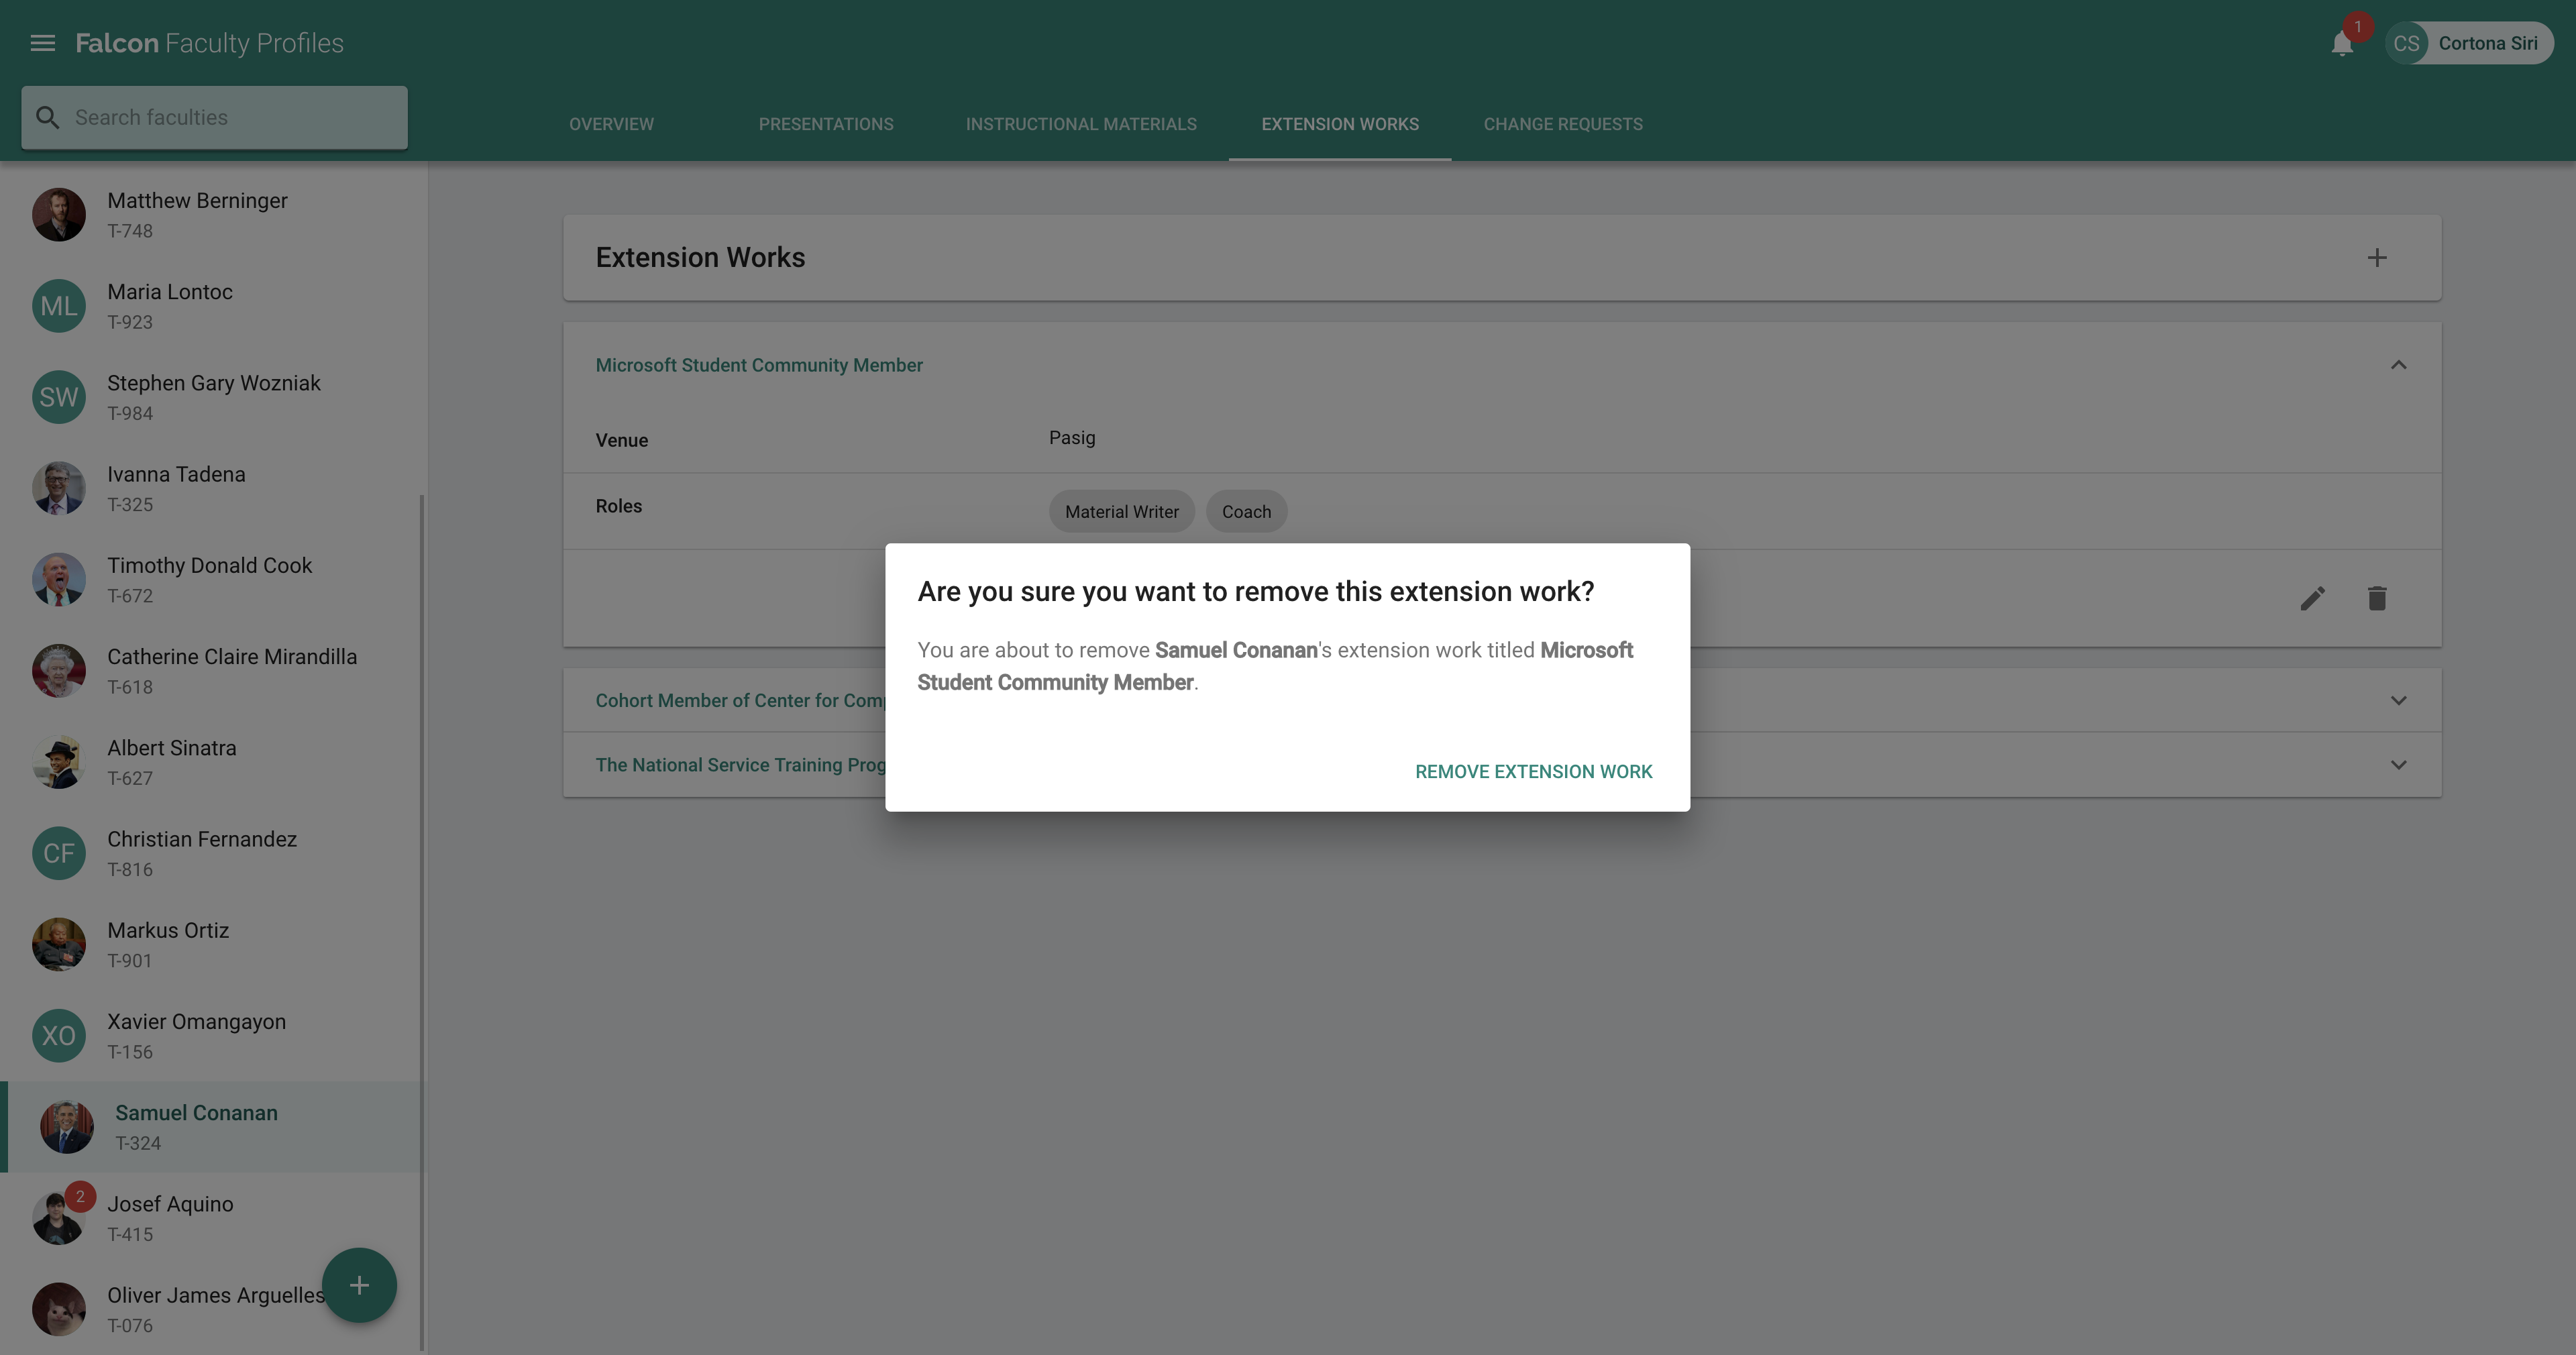 Falcon Faculty Profiles
1
CS
Cortona Siri
Search faculties
OVERVIEW
PRESENTATIONS
INSTRUCTIONAL MATERIALS
EXTENSION WORKS
CHANGE REQUESTS
Matthew Berninger
T-748
ML
Maria Lontoc
T-923
SW
Stephen Gary Wozniak
T-984
Ivanna Tadena
T-325
Timothy Donald Cook
T-672
Catherine Claire Mirandilla
T-618
Albert Sinatra
T-627
CF
Christian Fernandez
T-816
Markus Ortiz
T-901
XO
Xavier Omangayon
T-156
Samuel Conanan
T-324
2
Josef Aquino
T-415
Oliver James Arguelles
T-076
Extension Works
Microsoft Student Community Member
Venue
Pasig
Roles
Material Writer
Coach
Cohort Member of Center for
The National Service Training
Are you sure you want to remove this extension work?
You are about to remove Samuel Conanan's extension work titled Microsoft
Student Community Member.
REMOVE EXTENSION WORK